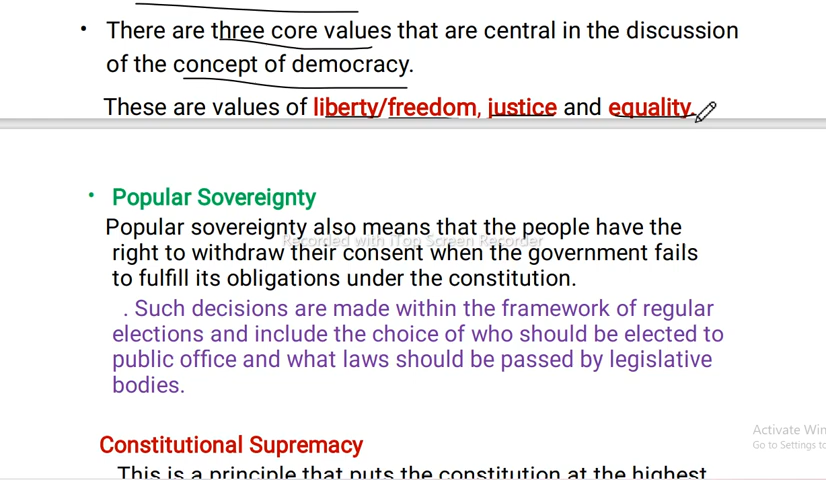 • There are three core values that are central in the discussion
of the concept of democracy.
These are values of liberty/freedom, justice and equality.
• Popular Sovereignty
Popular sovereignty also means that the people have the
right to withdraw their consent when the government fails
to fulfill its obligations under the constitution.
Recorded with iTop Screen Recorder
. Such decisions are made within the framework of regular
elections and include the choice of who should be elected to
public office and what laws should be passed by legislative
bodies.
Activate Win
Go to Settings to
Constitutional Supremacy
This is a principle that puts the constitution at the highest